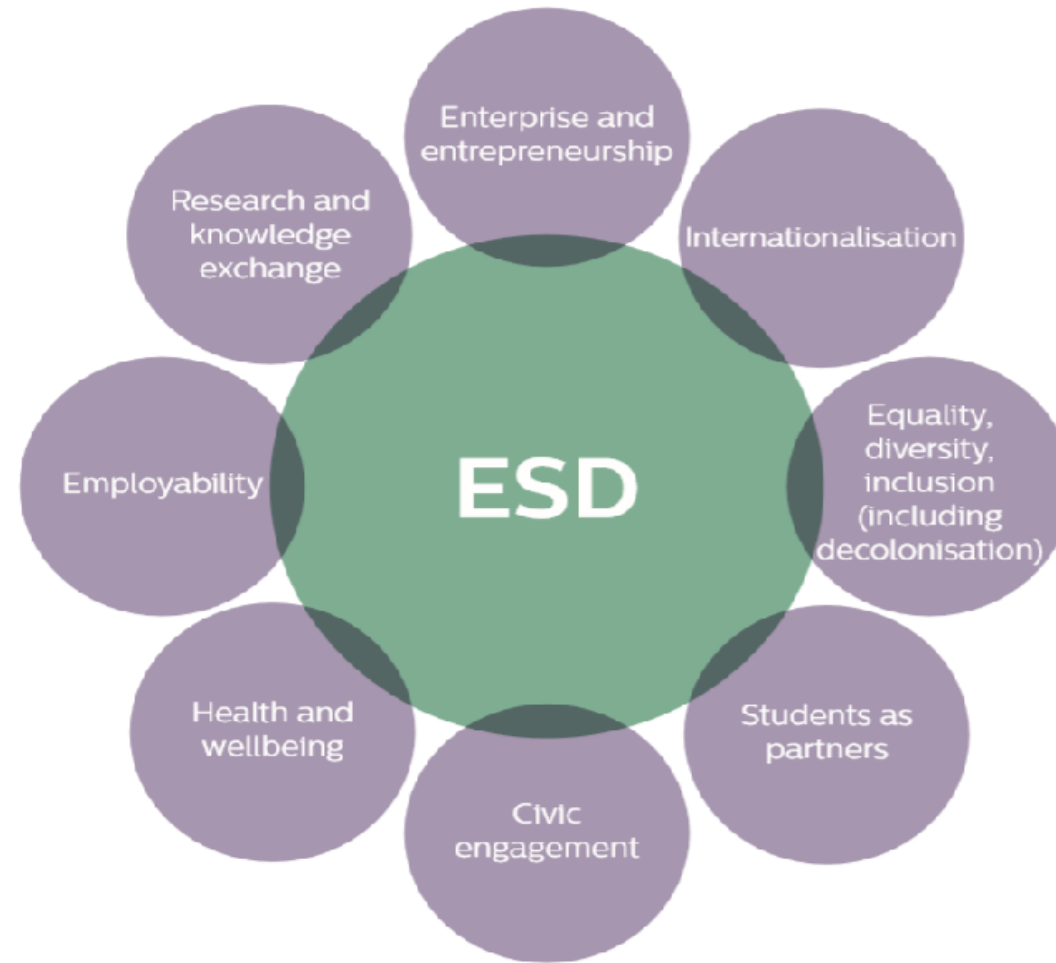 Enterprise and
entrepreneurship
Research and
knowledge
exchange
Internationalisation
Equality,
diversity,
inclusion
(including
decolonisation)
Employability
ESD
Health and
wellbeing
Students as
partners
Civic
engagement